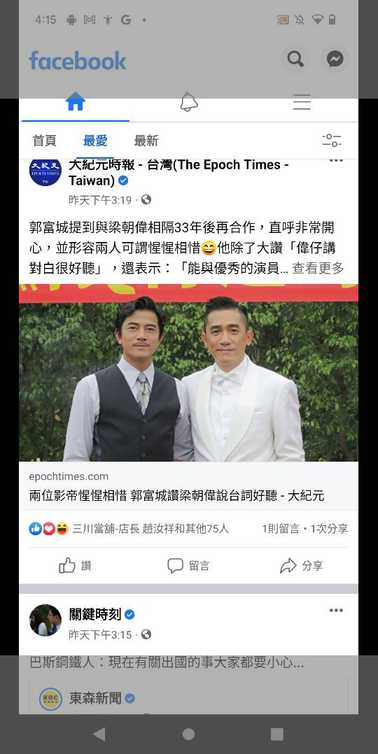 4:15
facebook
首頁 最愛 最新
大紀元時報 - 台灣(The Epoch Times -
Taiwan)
昨天下午3:19 ·
郭富城提到與梁朝偉相隔33年後再合作，直呼非常開
心，並形容兩人可謂惺惺相惜😆他除了大讚「偉仔講
對白很好聽」，還表示：「能與優秀的演員… 查看更多
epochtimes.com
兩位影帝惺惺相惜 郭富城讚梁朝偉說台詞好聽 - 大紀元
三川當舖-店長 趙汝祥和其他75人 1則留言・1次分享
讚 留言 分享
關鍵時刻
昨天下午3:15 ·
巴斯鋼鐵人：現在有關出國的事大家都要小心...
東森新聞